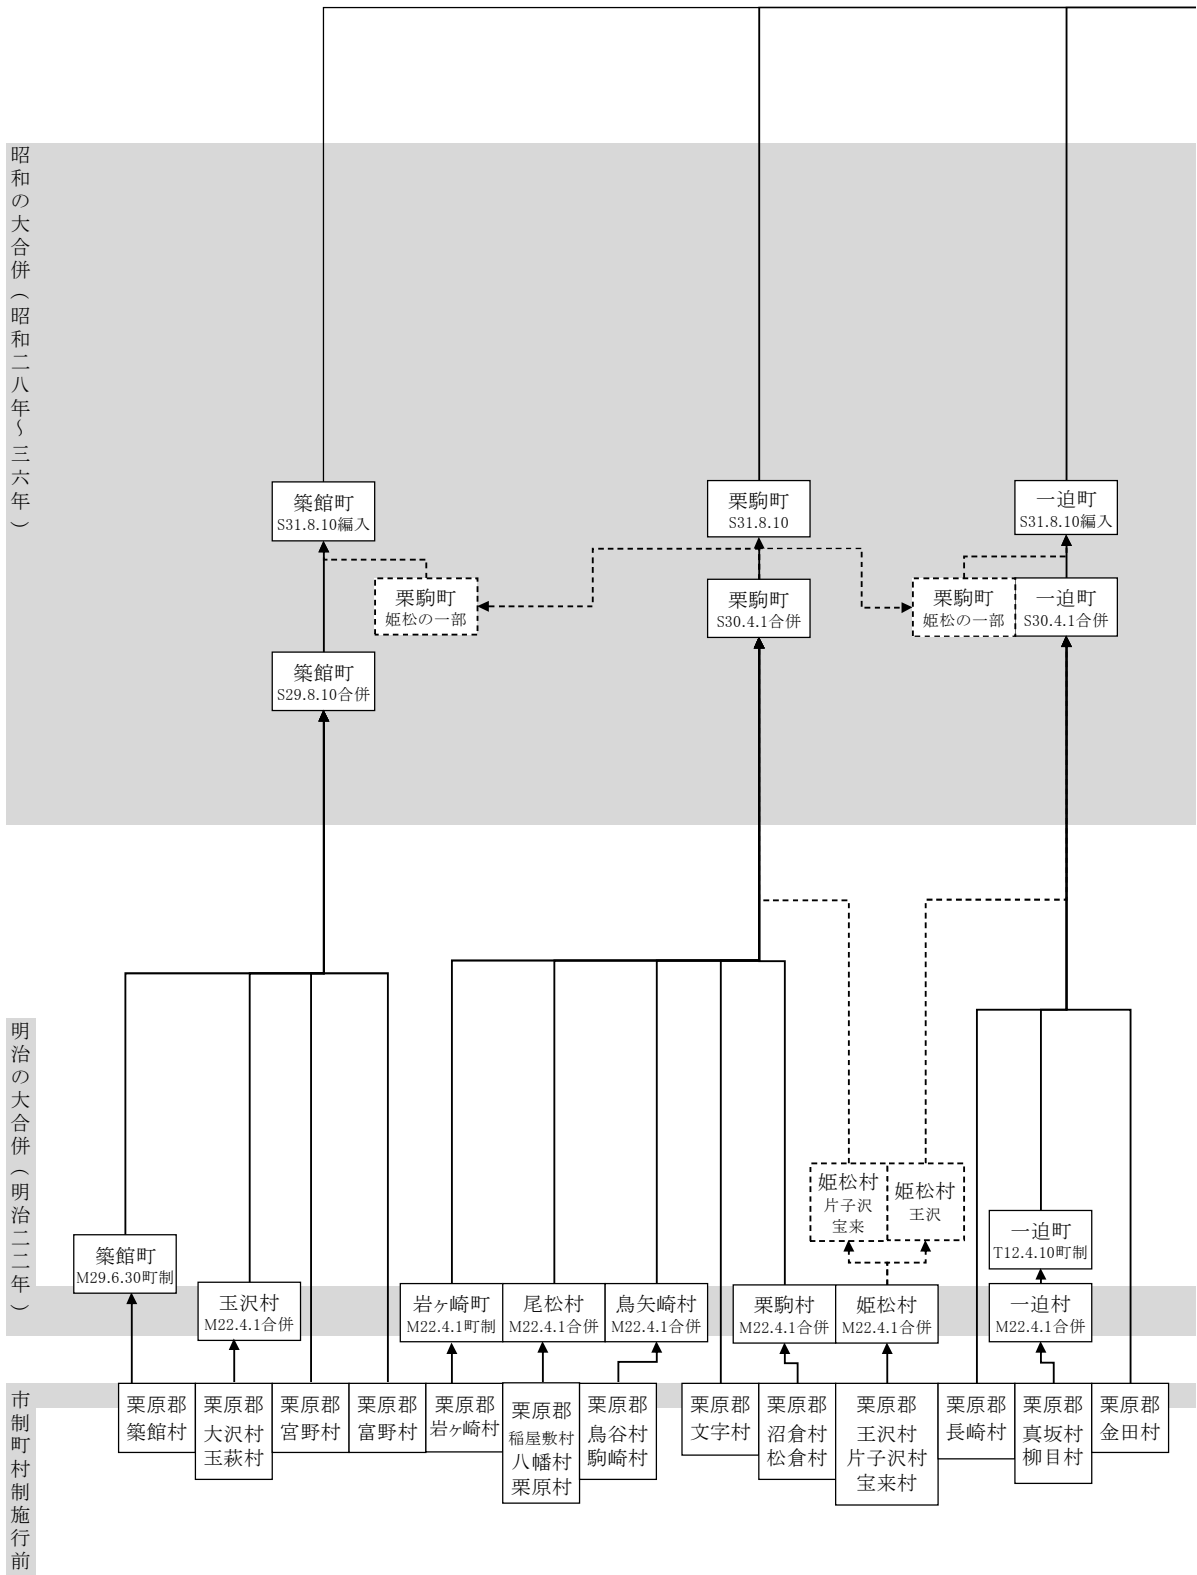 昭和の大合併（昭和二八年～三六年）
築館町
S31.8.10編入
栗駒町
S31.8.10
一迫町
S31.8.10編入
栗駒町
姫松の一部
栗駒町
S30.4.1合併
栗駒町
姫松の一部
一迫町
S30.4.1合併
築館町
S29.8.10合併
明治の大合併（明治二二年）
姫松村
片子沢
宝来
姫松村
王沢
一迫町
T12.4.10町制
築館町
M29.6.30町制
玉沢村
M22.4.1合併
岩ヶ崎町
M22.4.1町制
尾松村
M22.4.1合併
鳥矢崎村
M22.4.1合併
栗駒村
M22.4.1合併
姫松村
M22.4.1合併
一迫村
M22.4.1合併
市制町村制施行前
栗原郡
築館村
栗原郡
大沢村
玉萩村
栗原郡
宮野村
栗原郡
富野村
栗原郡
岩ヶ崎村
栗原郡
稲屋敷村
八幡村
栗原村
栗原郡
鳥谷村
駒崎村
栗原郡
文字村
栗原郡
沼倉村
松倉村
栗原郡
王沢村
片子沢村
宝来村
栗原郡
長崎村
栗原郡
真坂村
柳目村
栗原郡
金田村